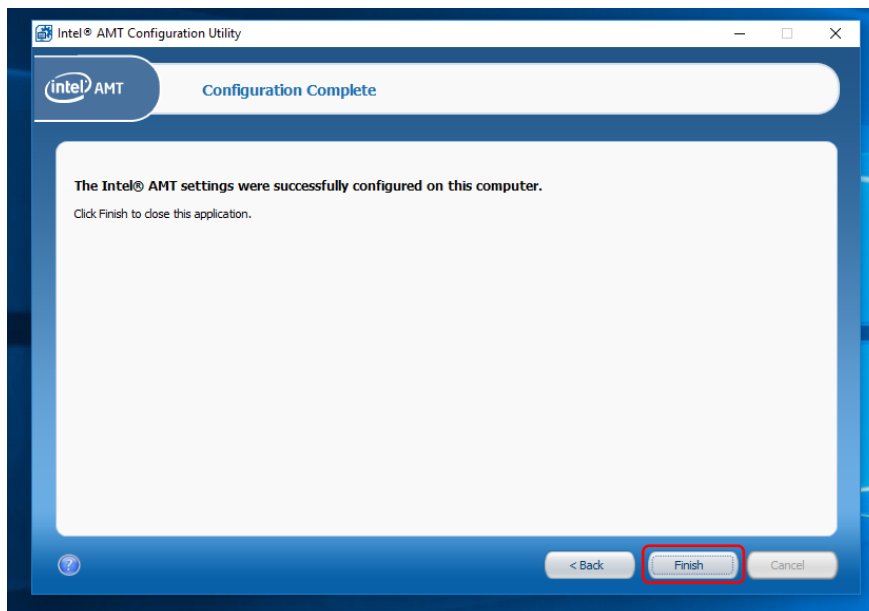 Intel® AMT Configuration Utility
intel AMT
Configuration Complete
The Intel® AMT settings were successfully configured on this computer.
Click Finish to close this application.
?
< Back
Finish
Cancel